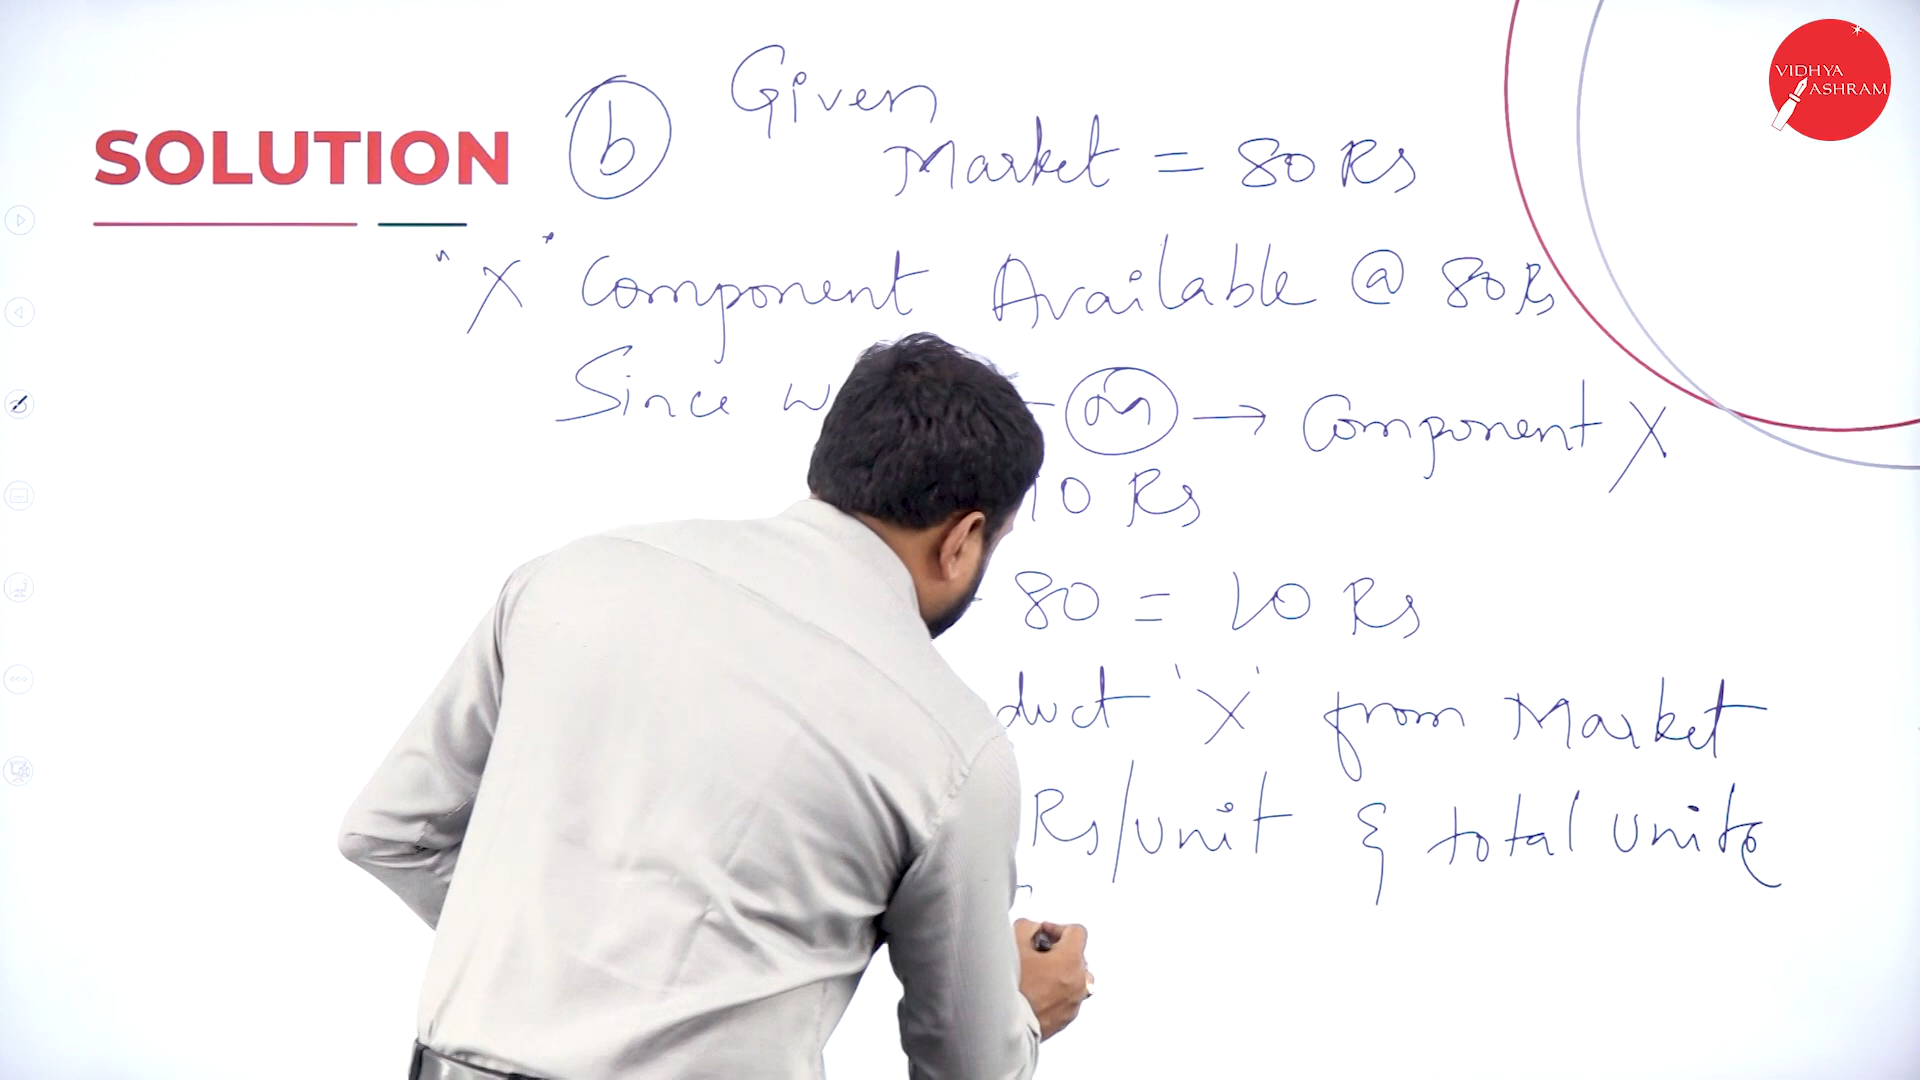 VIDHYA
ASHRAM
SOLUTION
b Given
Market = 80 Rs
"X" Component Available @ 80 Rs
Since → Component X
10 Rs
80 = 10 Rs
duct 'X' from Market
Rs/unit & total units